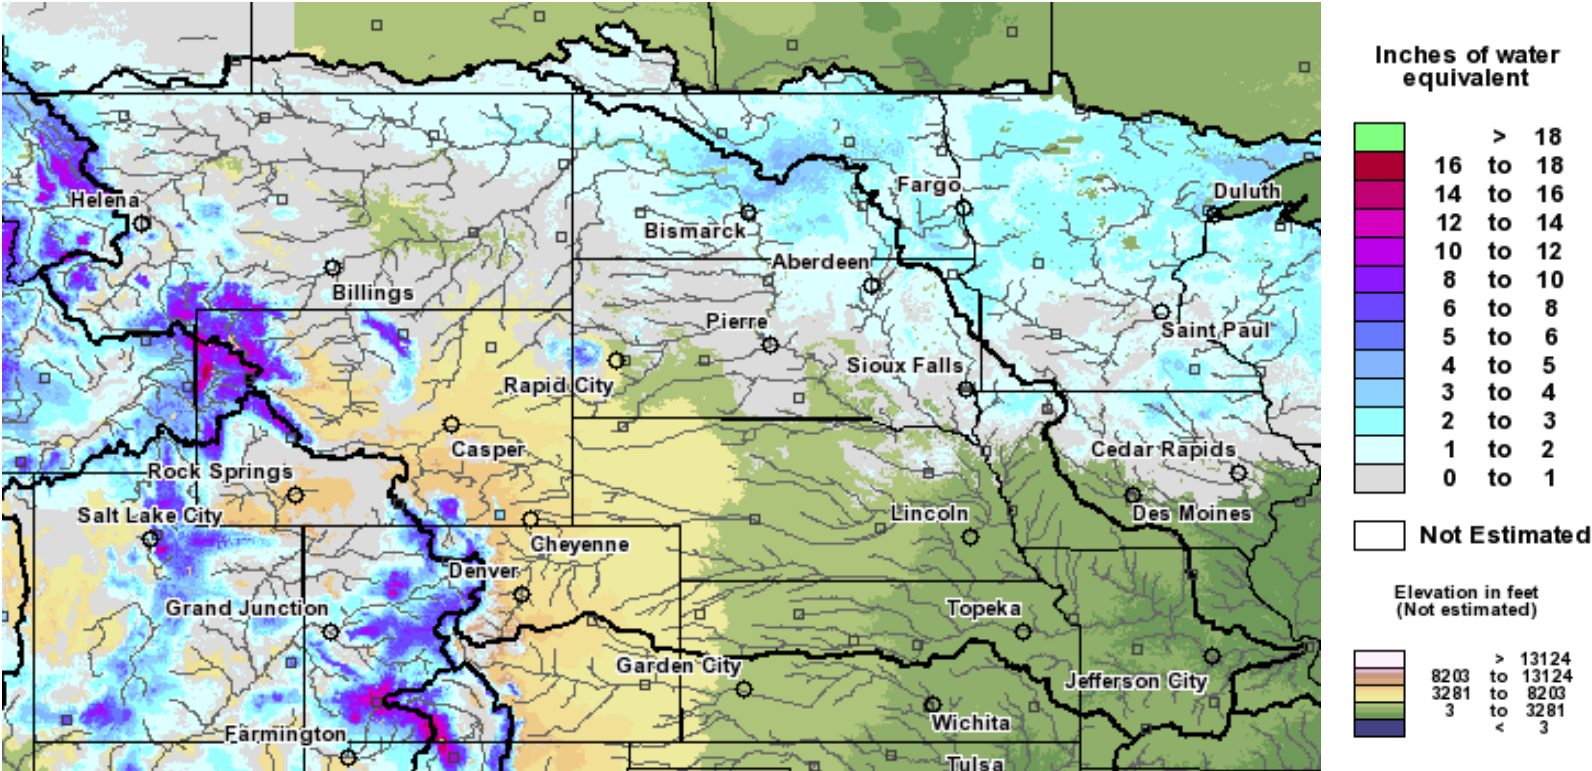 Helena
Billings
Bismarck
Fargo
Duluth
Aberdeen
Pierre
Saint Paul
Sioux Falls
Rapid City
Casper
Cedar Rapids
Rock Springs
Des Moines
Salt Lake City
Lincoln
Cheyenne
Denver
Grand Junction
Topeka
Garden City
Jefferson City
Wichita
Farmington
Tulsa
Inches of water
equivalent
> 18
16 to 18
14 to 16
12 to 14
10 to 12
8 to 10
6 to 8
5 to 6
4 to 5
3 to 4
2 to 3
1 to 2
0 to 1
Not Estimated
Elevation in feet
(Not estimated)
> 13124
8203 to 13124
3281 to 8203
3 to 3281
< 3